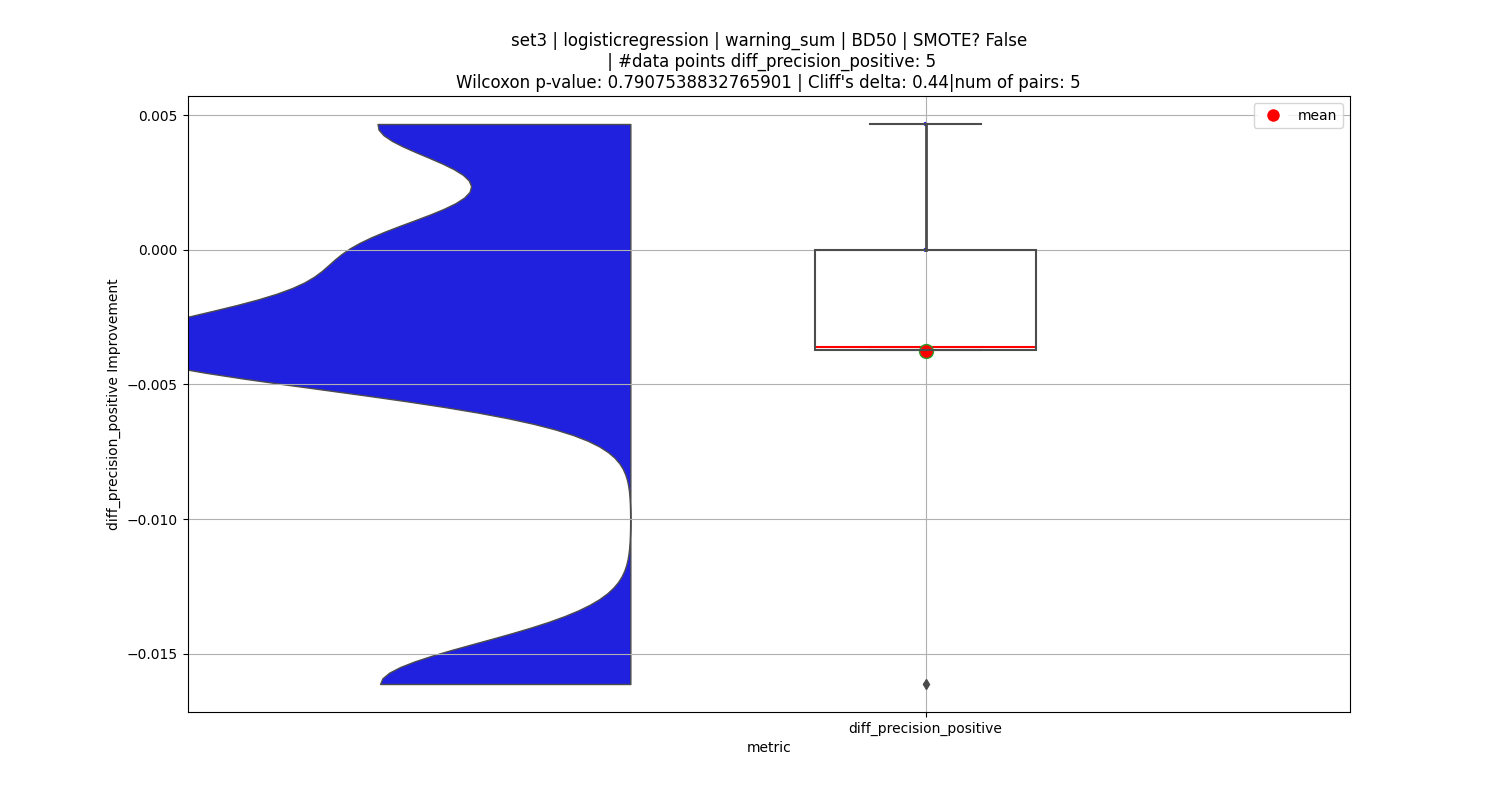 set3 | logisticregression | warning_sum | BD50 | SMOTE? False
| #data points diff_precision_positive: 5
Wilcoxon p-value: 0.7907538832765901 | Cliff's delta: 0.44|num of pairs: 5
mean
0.005
0.000
−0.005
−0.010
−0.015
diff_precision_positive Improvement
diff_precision_positive
metric